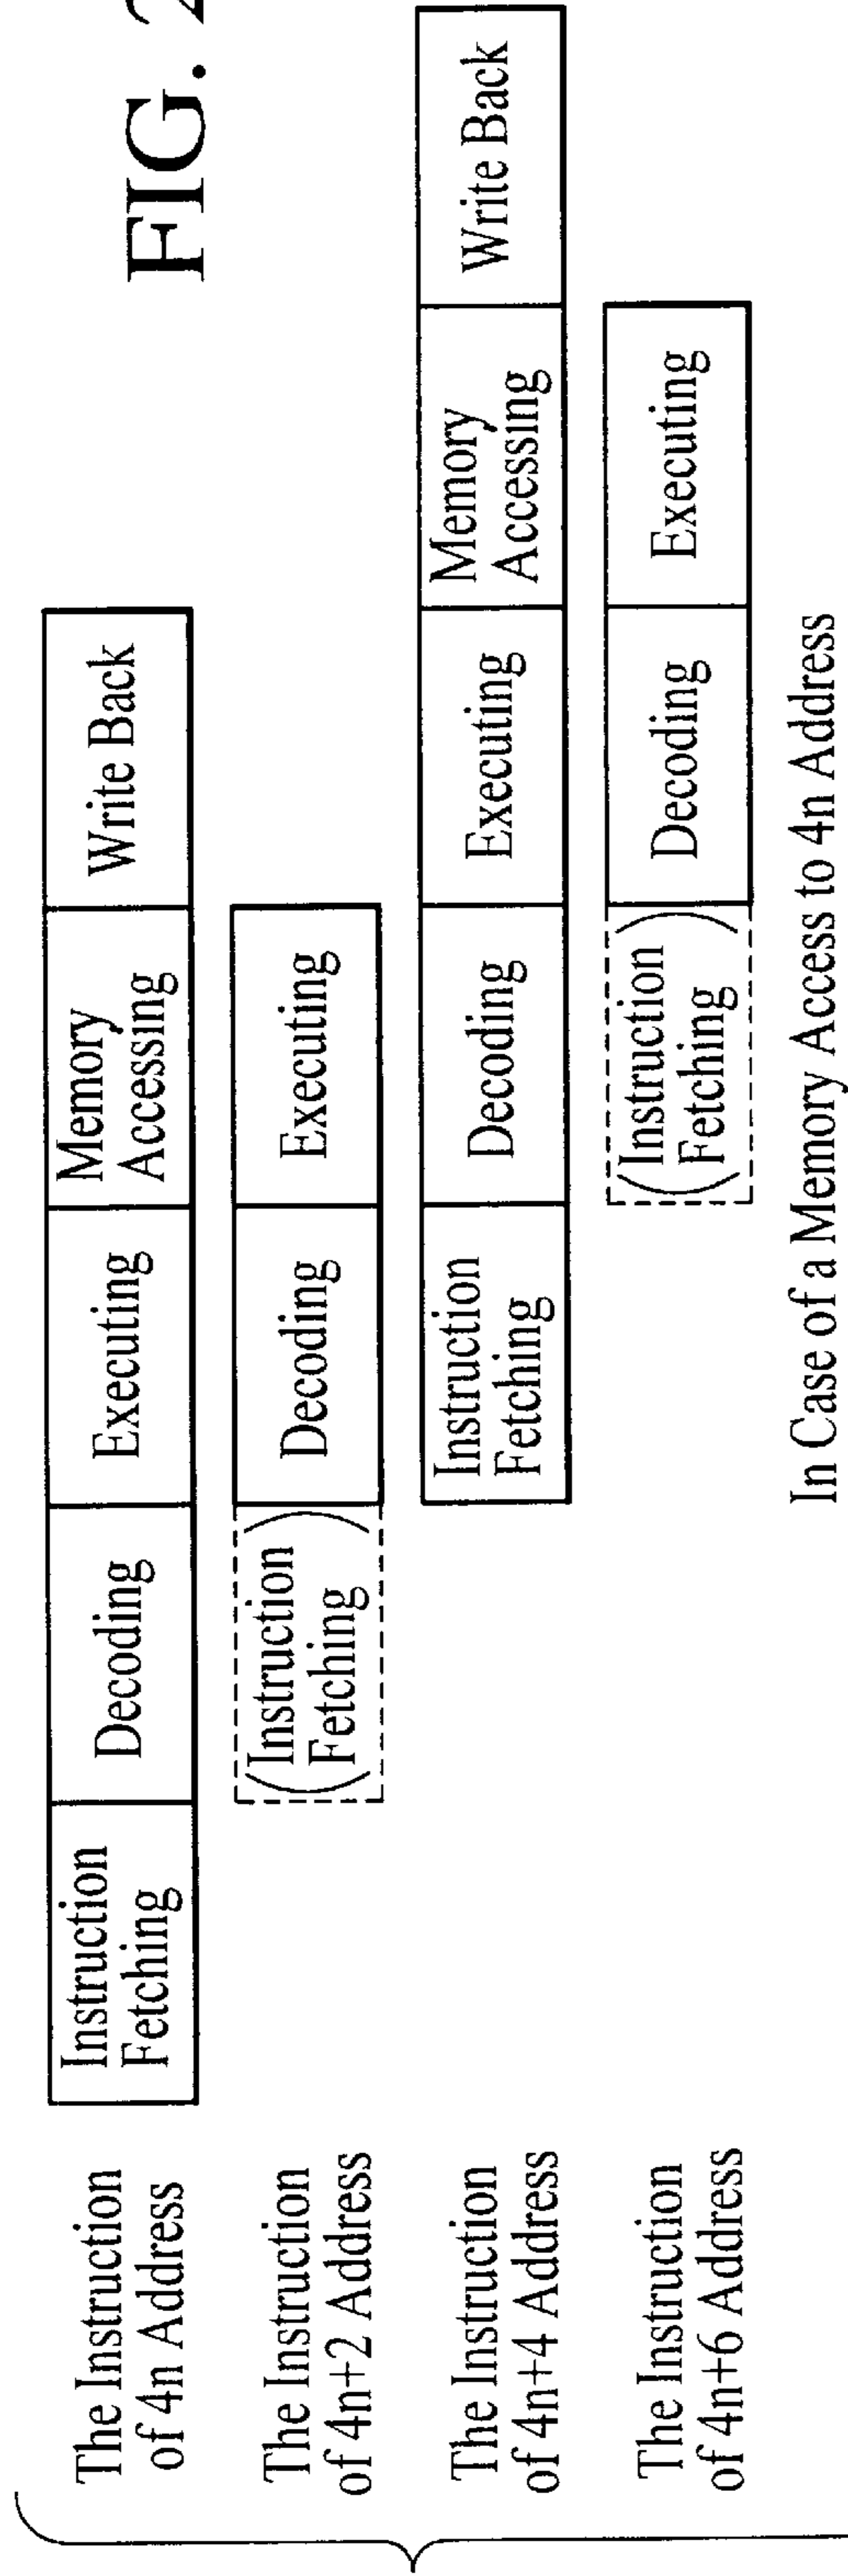 FIG. 2
The Instruction
of 4n Address
Instruction
Fetching
Decoding
Executing
Memory
Accessing
Write Back
The Instruction
of 4n+2 Address
(Instruction
Fetching)
Decoding
Executing
The Instruction
of 4n+4 Address
Instruction
Fetching
Decoding
Executing
Memory
Accessing
Write Back
The Instruction
of 4n+6 Address
(Instruction
Fetching)
Decoding
Executing
In Case of a Memory Access to 4n Address